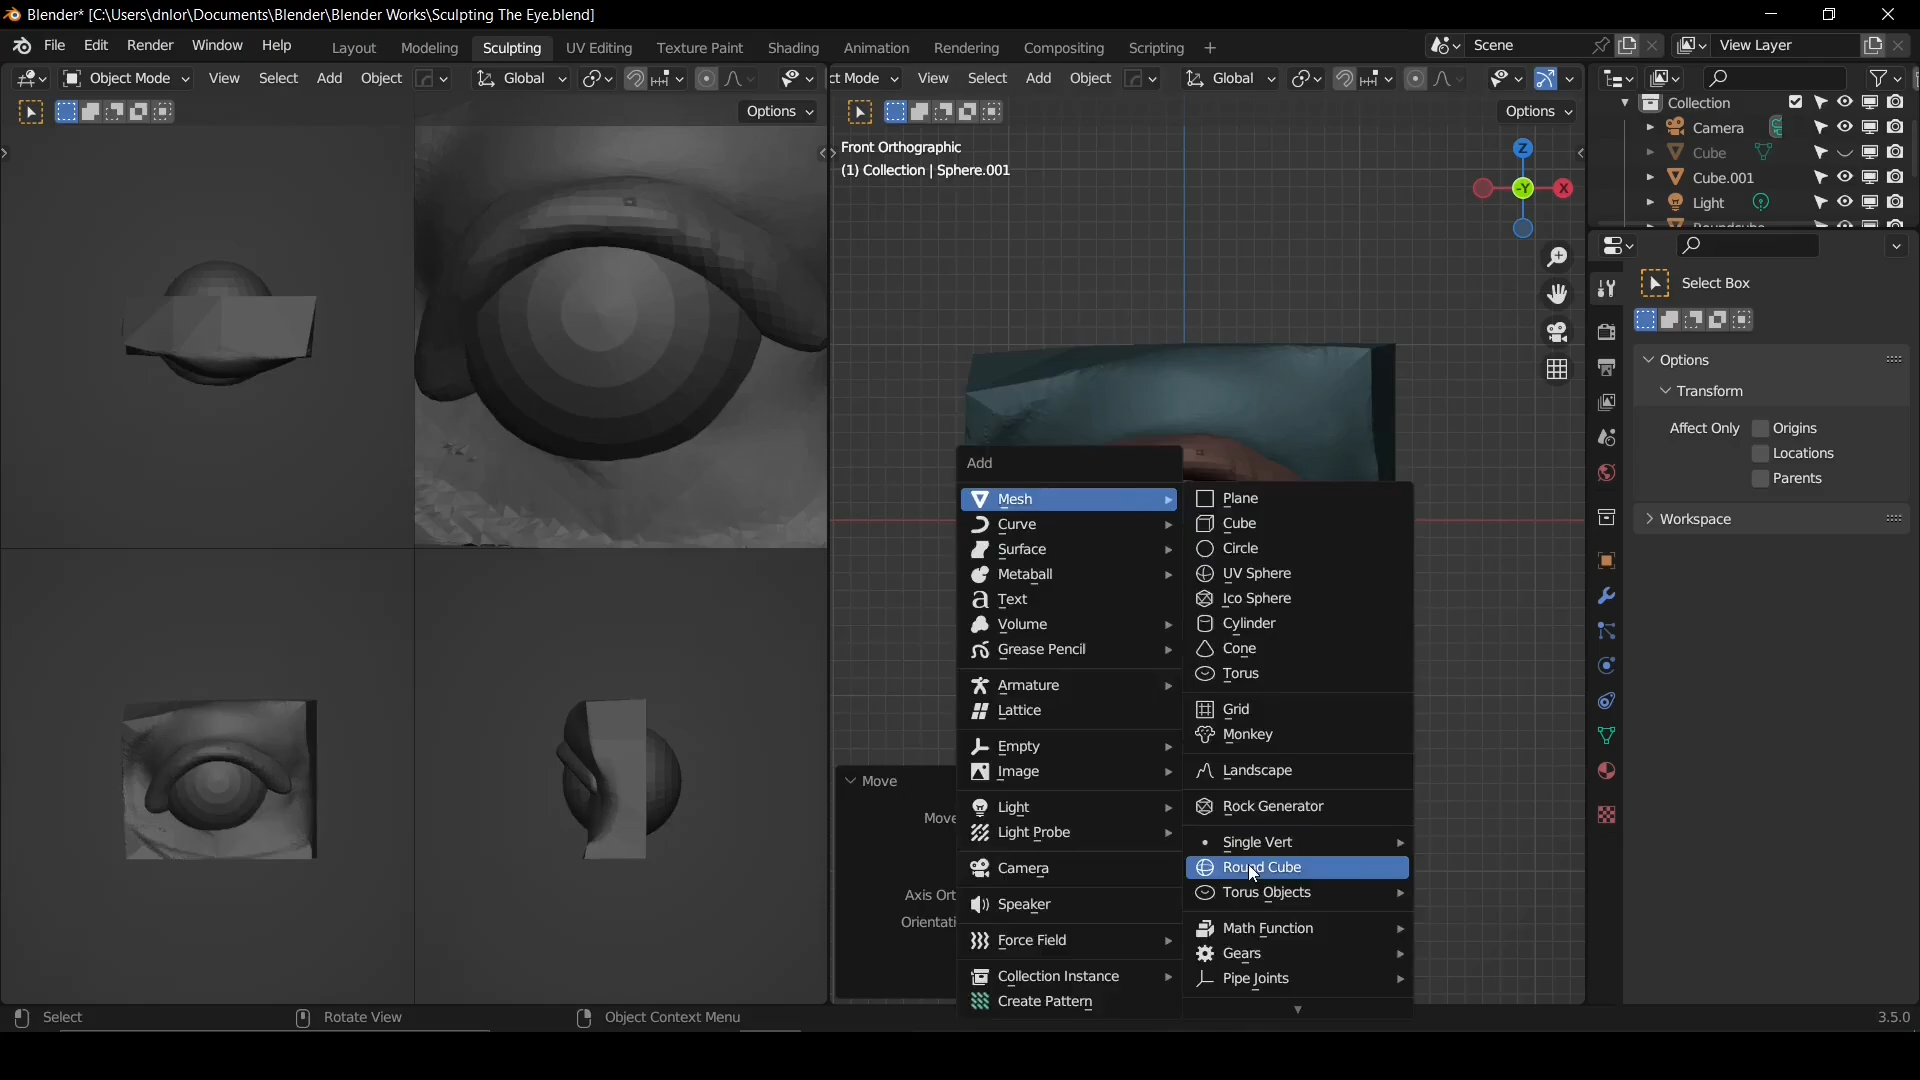 Blender* [C:\Users\dnlor\Documents\Blender\Blender Works\Sculpting The Eye.blend]
File Edit Render Window Help Layout Modeling Sculpting UV Editing Texture Paint Shading Animation Rendering Compositing Scripting + Scene View Layer
Object Mode View Select Add Object Global ct Mode View Select Add Object Global
Options Options
Front Orthographic
(1) Collection | Sphere.001
Z
-Y X
Collection
Camera
Cube
Cube.001
Light
Select Box
Options
Transform
Affect Only Origins
Locations
Parents
Workspace
Add
Mesh
Curve
Surface
Metaball
Text
Volume
Grease Pencil
Armature
Lattice
Empty
Image
Light
Light Probe
Camera
Speaker
Force Field
Collection Instance
Create Pattern
Plane
Cube
Circle
UV Sphere
Ico Sphere
Cylinder
Cone
Torus
Grid
Monkey
Landscape
Rock Generator
Single Vert
Round Cube
Torus Objects
Math Function
Gears
Pipe Joints
Move
Move
Axis Ort
Orientati
Select Rotate View Object Context Menu 3.5.0